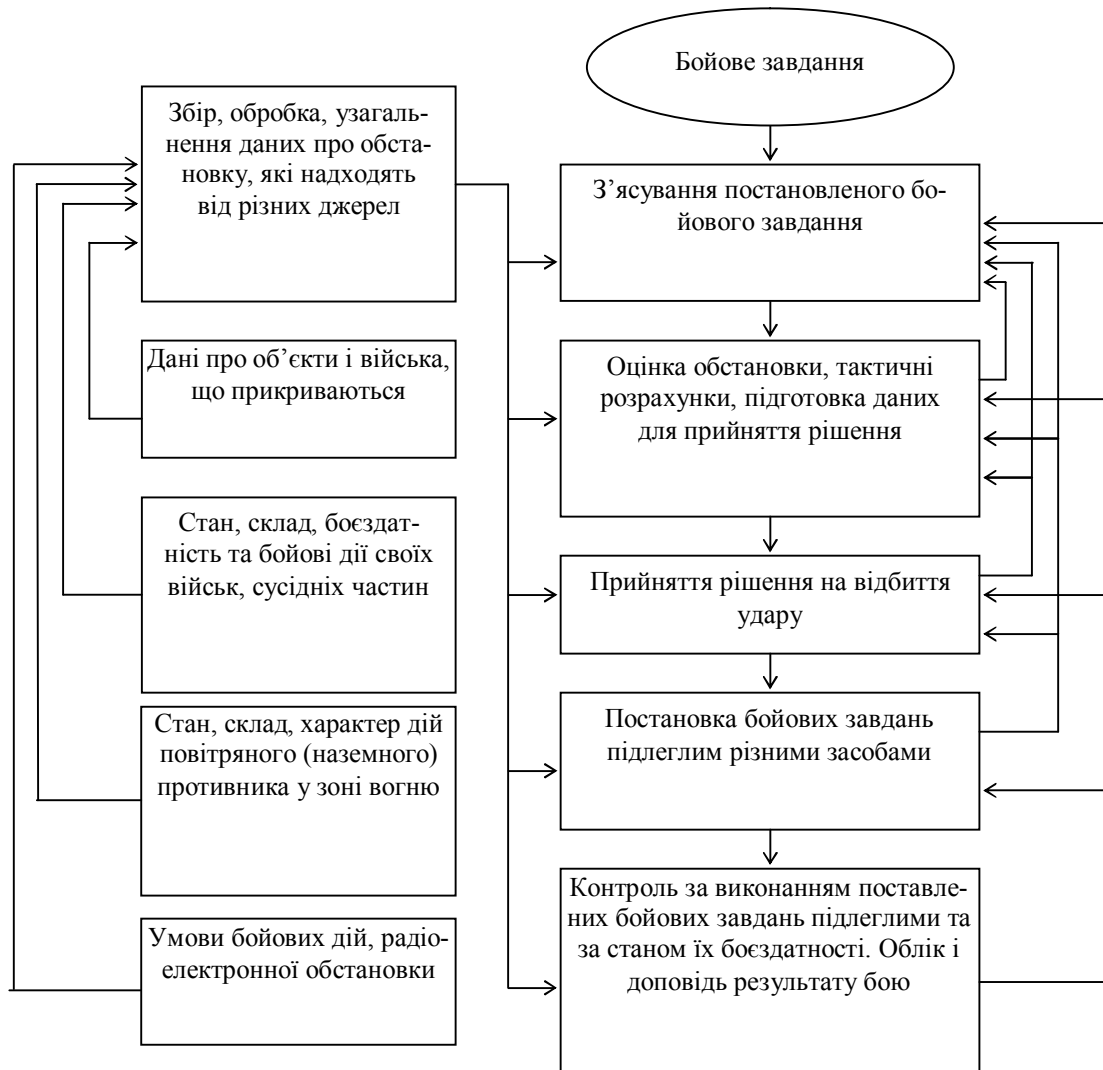 Бойове завдання
Збір, обробка, узагаль-
нення даних про обста-
новку, які надходять
від різних джерел
З’ясування постановленого бо-
йового завдання
Дані про об’єкти і війська,
що прикриваються
Оцінка обстановки, тактичні
розрахунки, підготовка даних
для прийняття рішення
Стан, склад, боєздат-
ність та бойові дії своїх
військ, сусідніх частин
Прийняття рішення на відбиття
удару
Стан, склад, характер дій
повітряного (наземного)
противника у зоні вогню
Постановка бойових завдань
підлеглим різними засобами
Умови бойових дій, радіо-
електронної обстановки
Контроль за виконанням поставле-
них бойових завдань підлеглими та
за станом їх боєздатності. Облік і
доповідь результату бою